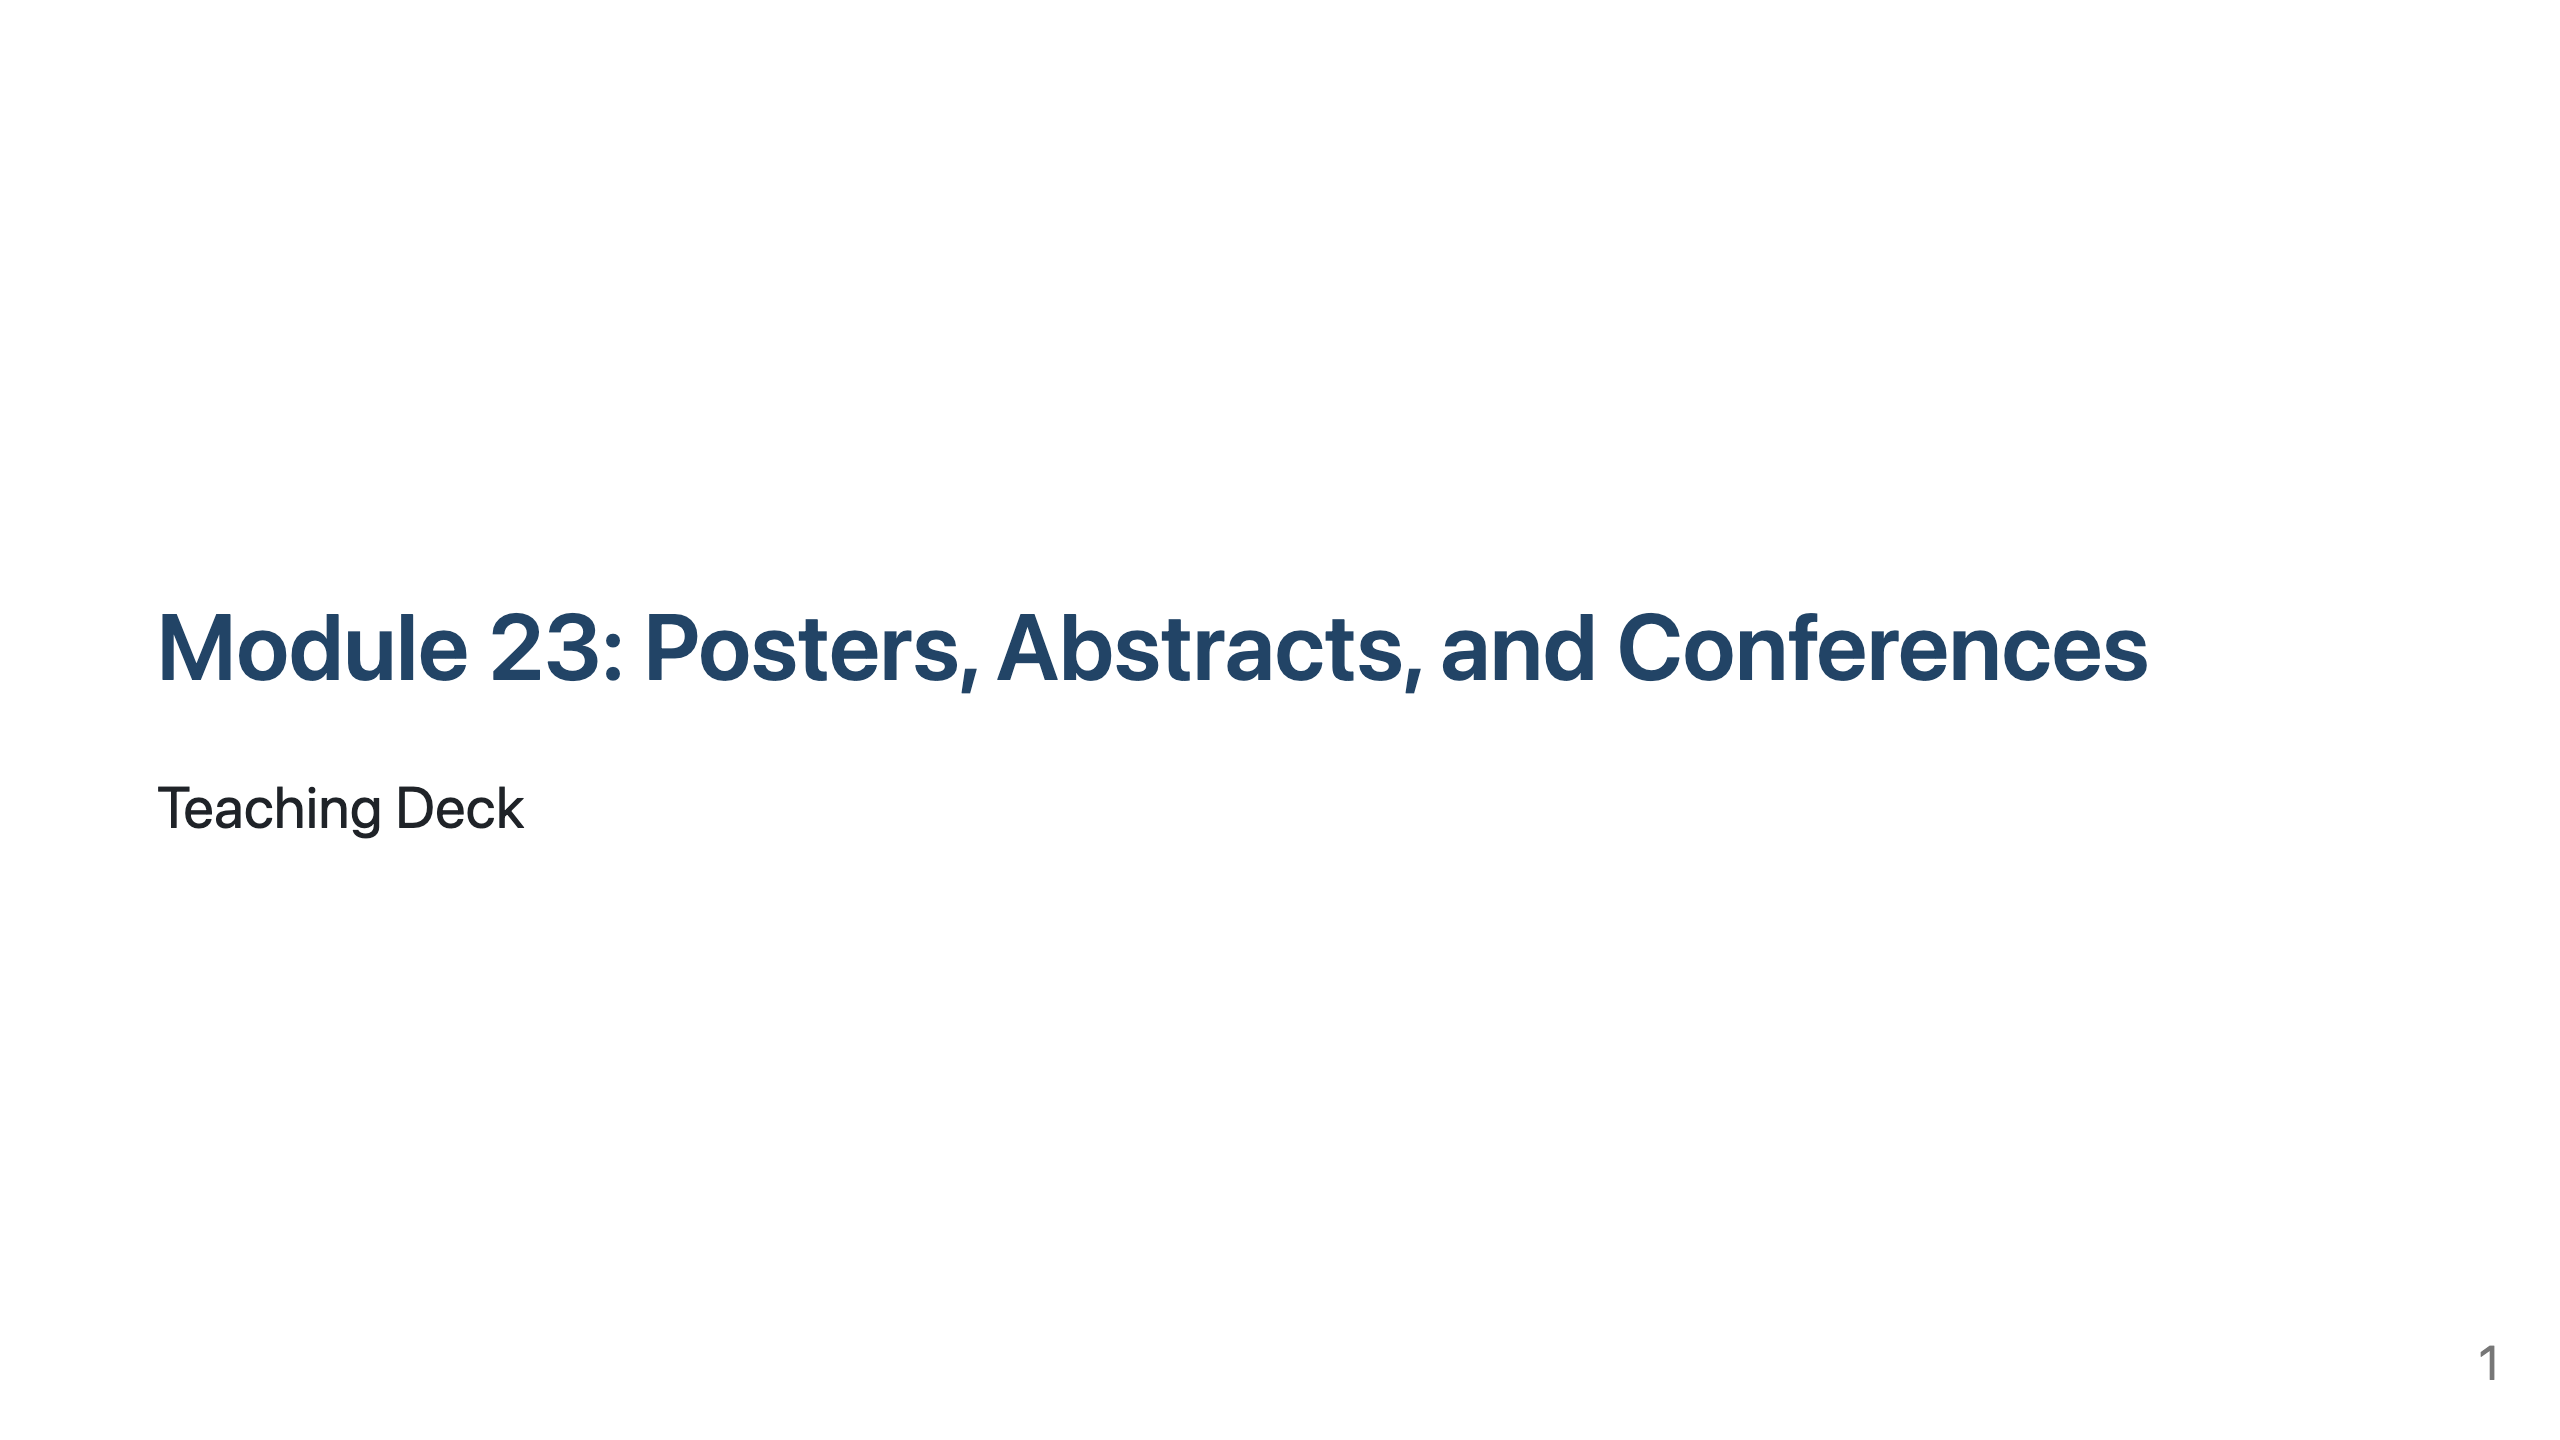 Module 23: Posters, Abstracts, and Conferences
Teaching Deck
1